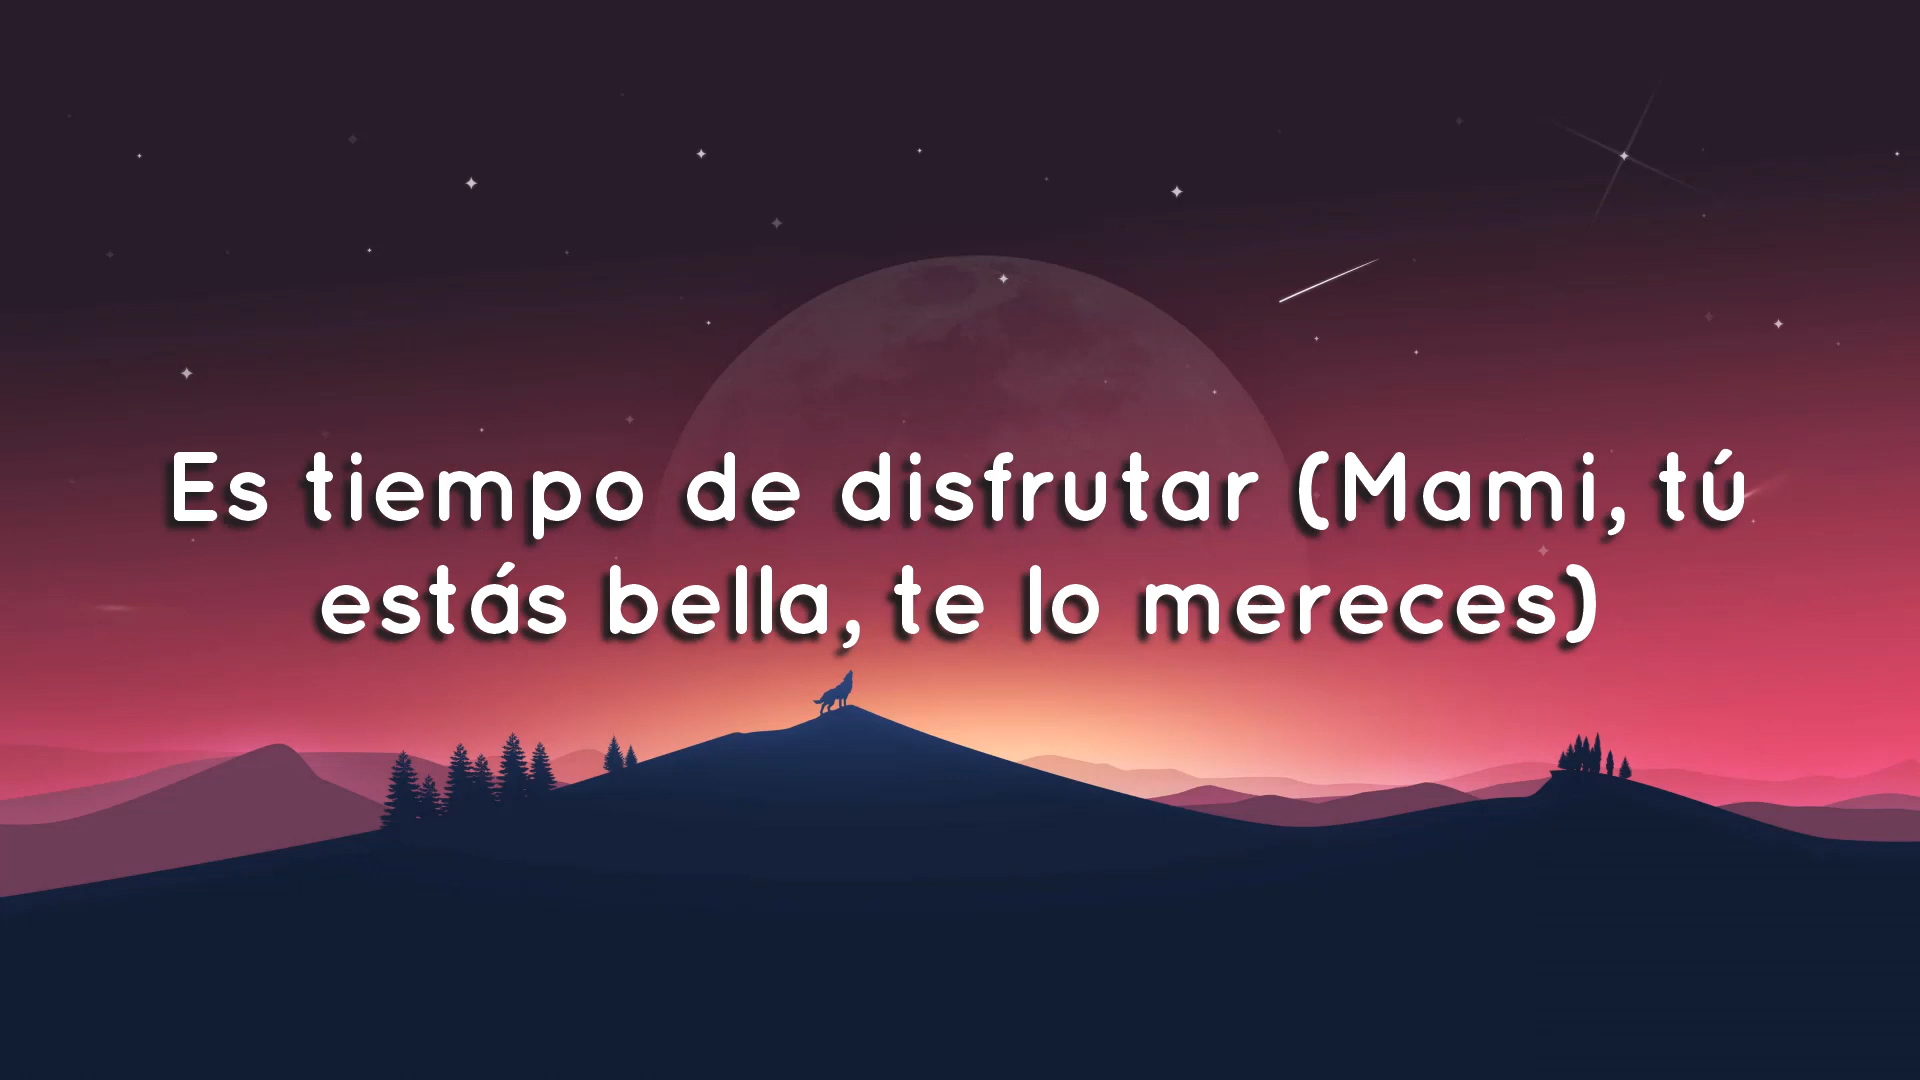 Es tiempo de disfrutar (Mami, tú
estás bella, te lo mereces)